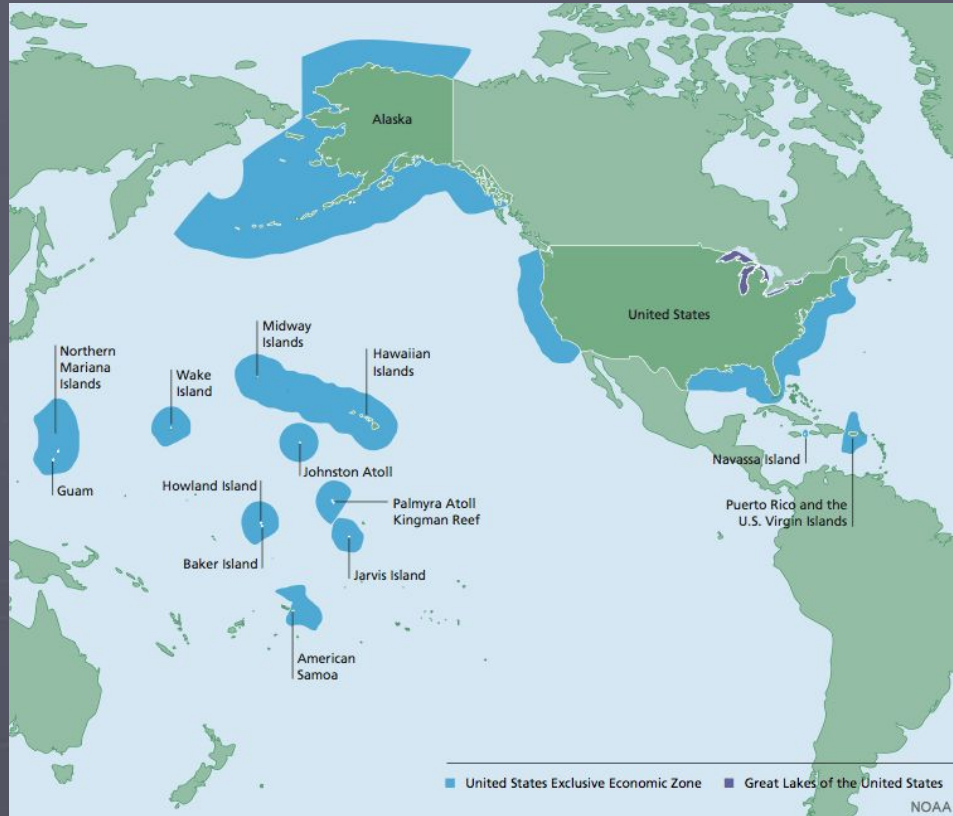 Alaska
United States
Midway
Islands
Northern
Mariana
Islands
Hawaiian
Islands
Wake
Island
Navassa Island
Johnston Atoll
Guam
Howland Island
Palmyra Atoll
Kingman Reef
Puerto Rico and the
U.S. Virgin Islands
Baker Island
Jarvis Island
American
Samoa
United States Exclusive Economic Zone
Great Lakes of the United States
NOAA